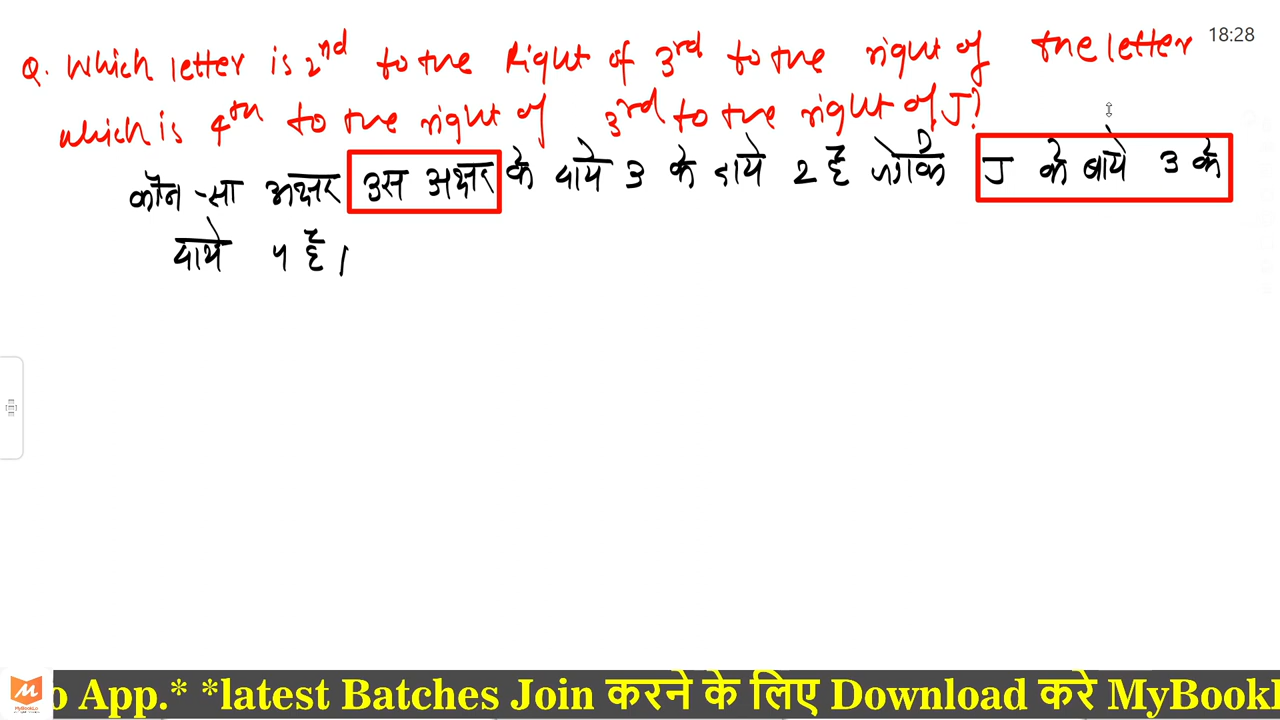 18:28
Q. Which letter is 2nd to the Right of 3rd to the right of the letter
which is 4th to the right of 3rd to the right of J?
कौन-सा अक्षर उस अक्षर के दाये 3 के दाये 2 है जोकि J के बाये 3 के
दाये 4 है।
o App.* *latest Batches Join करने के लिए Download करे MyBookl